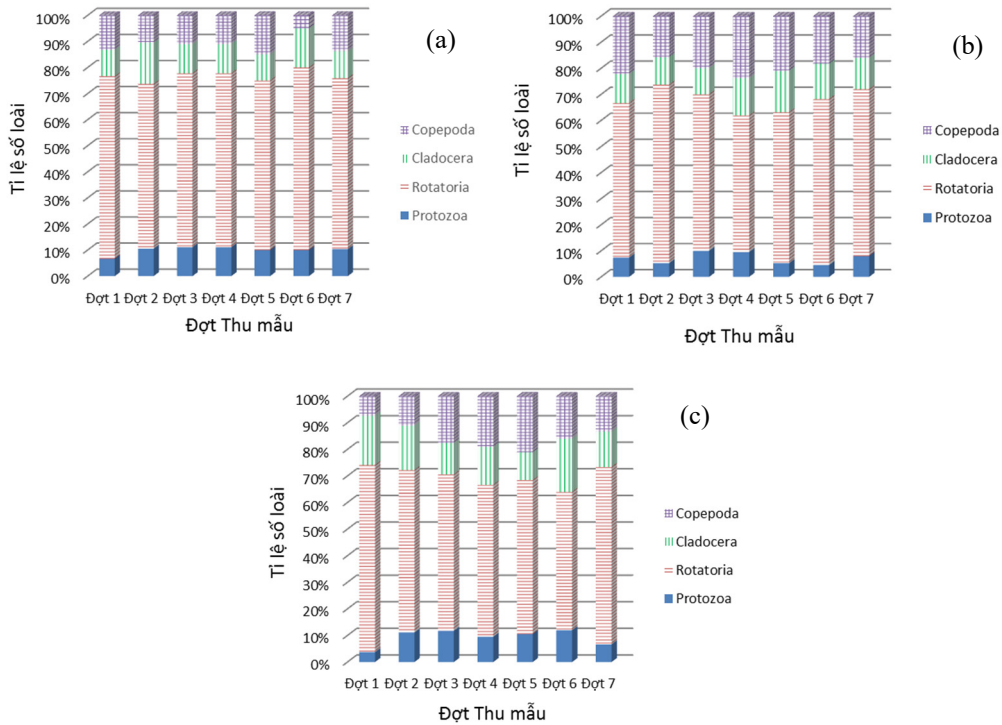 (a)
Tỉ lệ số loài
100%
90%
80%
70%
60%
50%
40%
30%
20%
10%
0%
Đợt 1 Đợt 2 Đợt 3 Đợt 4 Đợt 5 Đợt 6 Đợt 7
Đợt Thu mẫu
Copepoda
Cladocera
Rotatoria
Protozoa
(b)
Tỉ lệ số loài
100%
90%
80%
70%
60%
50%
40%
30%
20%
10%
0%
Đợt 1 Đợt 2 Đợt 3 Đợt 4 Đợt 5 Đợt 6 Đợt 7
Đợt Thu mẫu
Copepoda
Cladocera
Rotatoria
Protozoa
(c)
Tỉ lệ số loài
100%
90%
80%
70%
60%
50%
40%
30%
20%
10%
0%
Đợt 1 Đợt 2 Đợt 3 Đợt 4 Đợt 5 Đợt 6 Đợt 7
Đợt Thu mẫu
Copepoda
Cladocera
Rotatoria
Protozoa